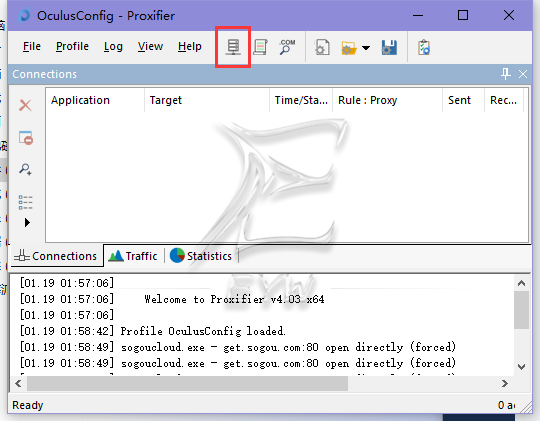 OculusConfig - Proxifier
File Profile Log View Help .COM
Connections
Application Target Time/Sta... Rule : Proxy Sent Rec...
Connections Traffic Statistics
EYW
[01.19 01:57:06]
[01.19 01:57:06] Welcome to Proxifier v4.03 x64
[01.19 01:57:06]
[01.19 01:58:42] Profile OculusConfig loaded.
[01.19 01:58:49] sogoucloud.exe - get.sogou.com:80 open directly (forced)
[01.19 01:58:49] sogoucloud.exe - get.sogou.com:80 open directly (forced)
Ready 0 a